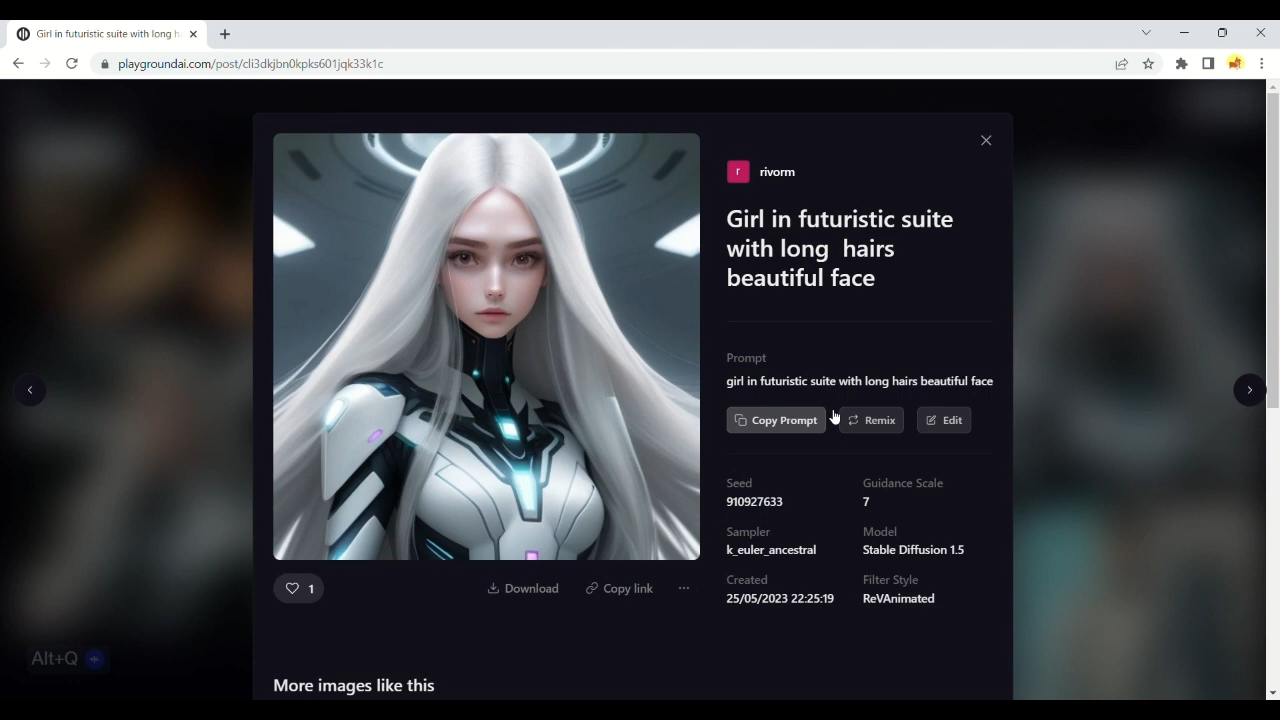 Girl in futuristic suite with long h
playgroundai.com/post/cli3dkjbn0kpks601jqk33k1c
r rivorm
Girl in futuristic suite
with long hairs
beautiful face
Prompt
girl in futuristic suite with long hairs beautiful face
Copy Prompt Remix Edit
Seed Guidance Scale
910927633 7
Sampler Model
k_euler_ancestral Stable Diffusion 1.5
Created Filter Style
25/05/2023 22:25:19 ReVAnimated
1 Download Copy link ...
Alt+Q
More images like this